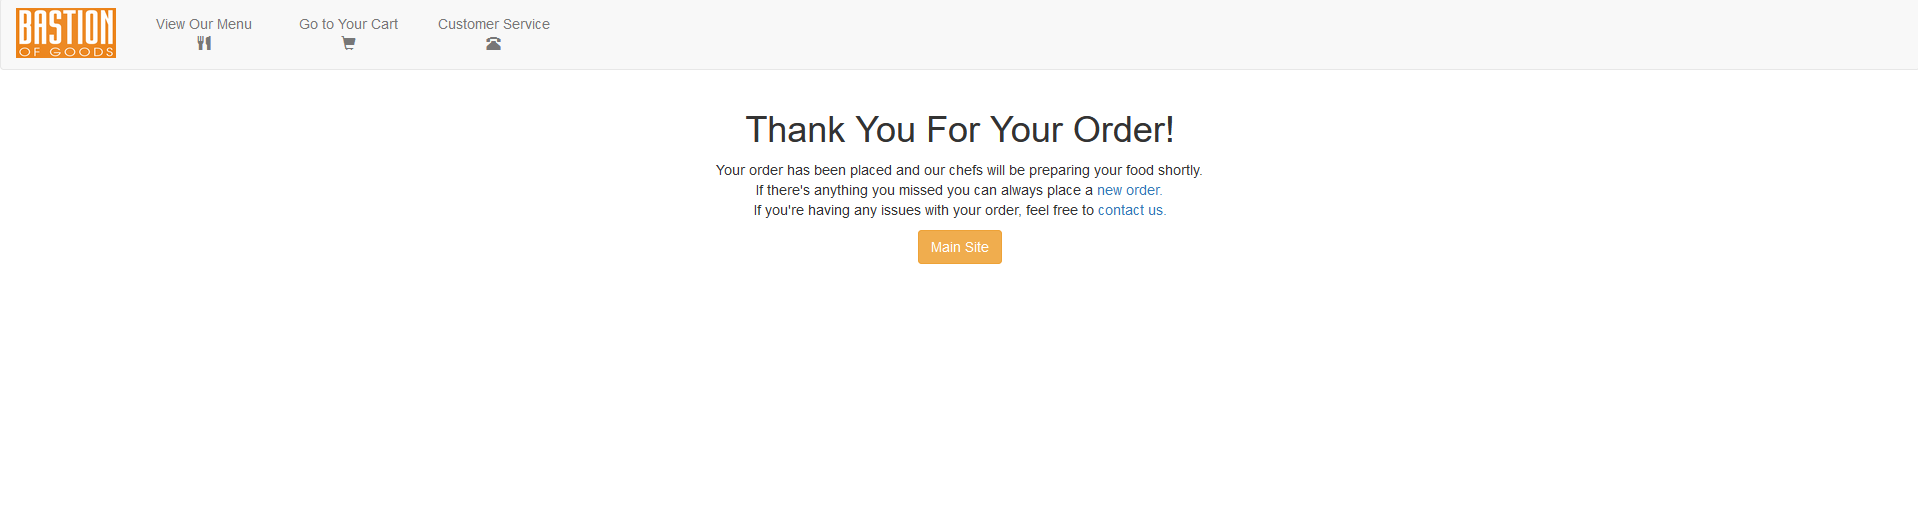 BASTION
OF GOODS
View Our Menu
Go to Your Cart
Customer Service
Thank You For Your Order!
Your order has been placed and our chefs will be preparing your food shortly.
If there's anything you missed you can always place a new order.
If you're having any issues with your order, feel free to contact us.
Main Site